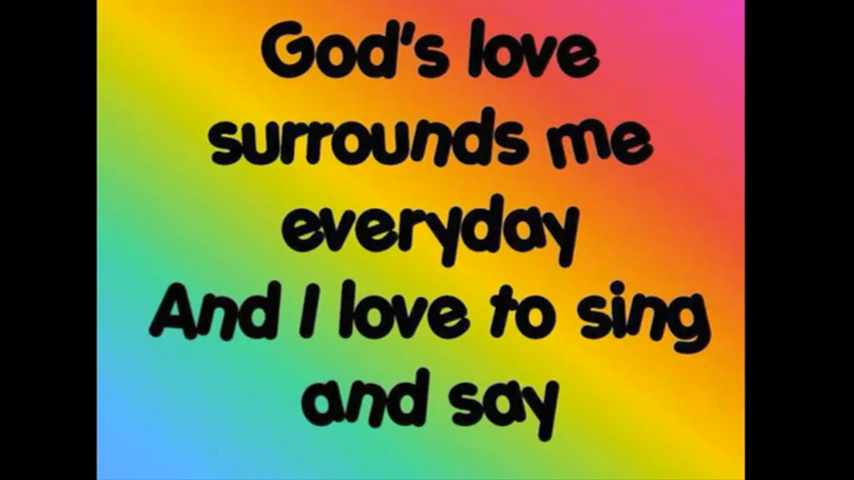 God's love
surrounds me
everyday
And I love to sing
and say